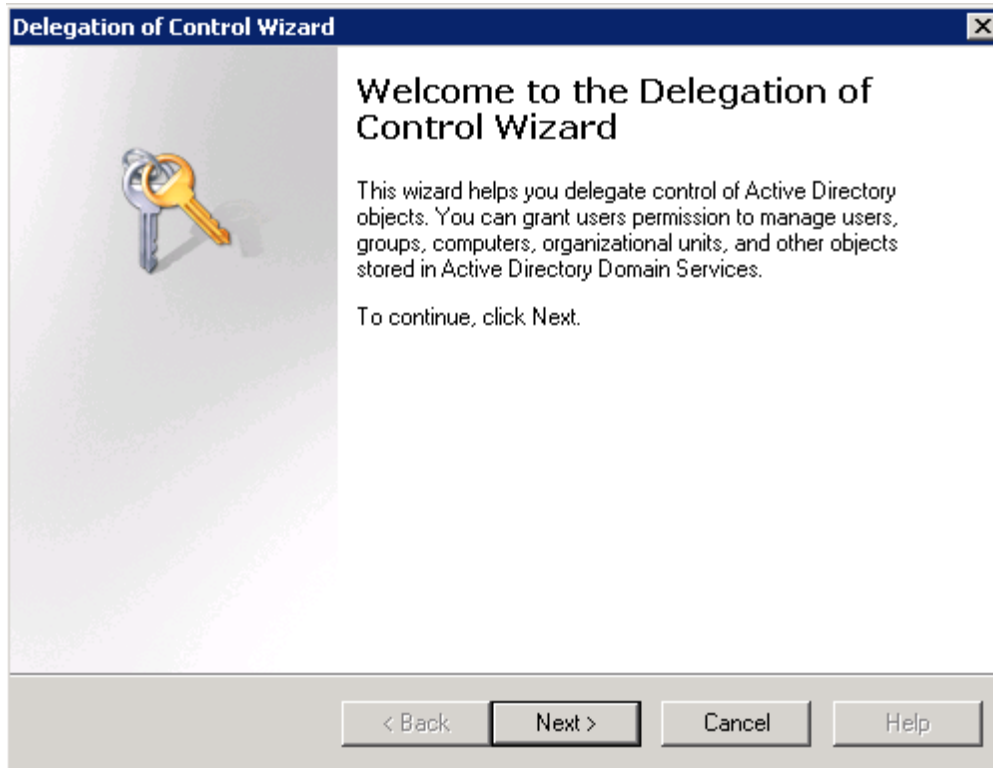 Delegation of Control Wizard
Welcome to the Delegation of
Control Wizard
This wizard helps you delegate control of Active Directory
objects. You can grant users permission to manage users,
groups, computers, organizational units, and other objects
stored in Active Directory Domain Services.
To continue, click Next.
< Back Next > Cancel Help